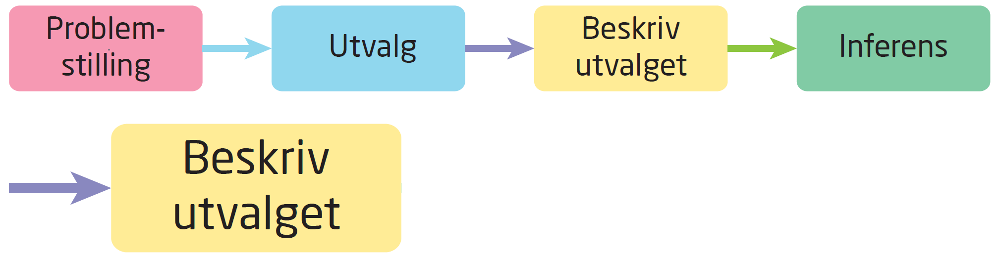 Problem-
stilling
Utvalg
Beskriv
utvalget
Inferens
Beskriv
utvalget